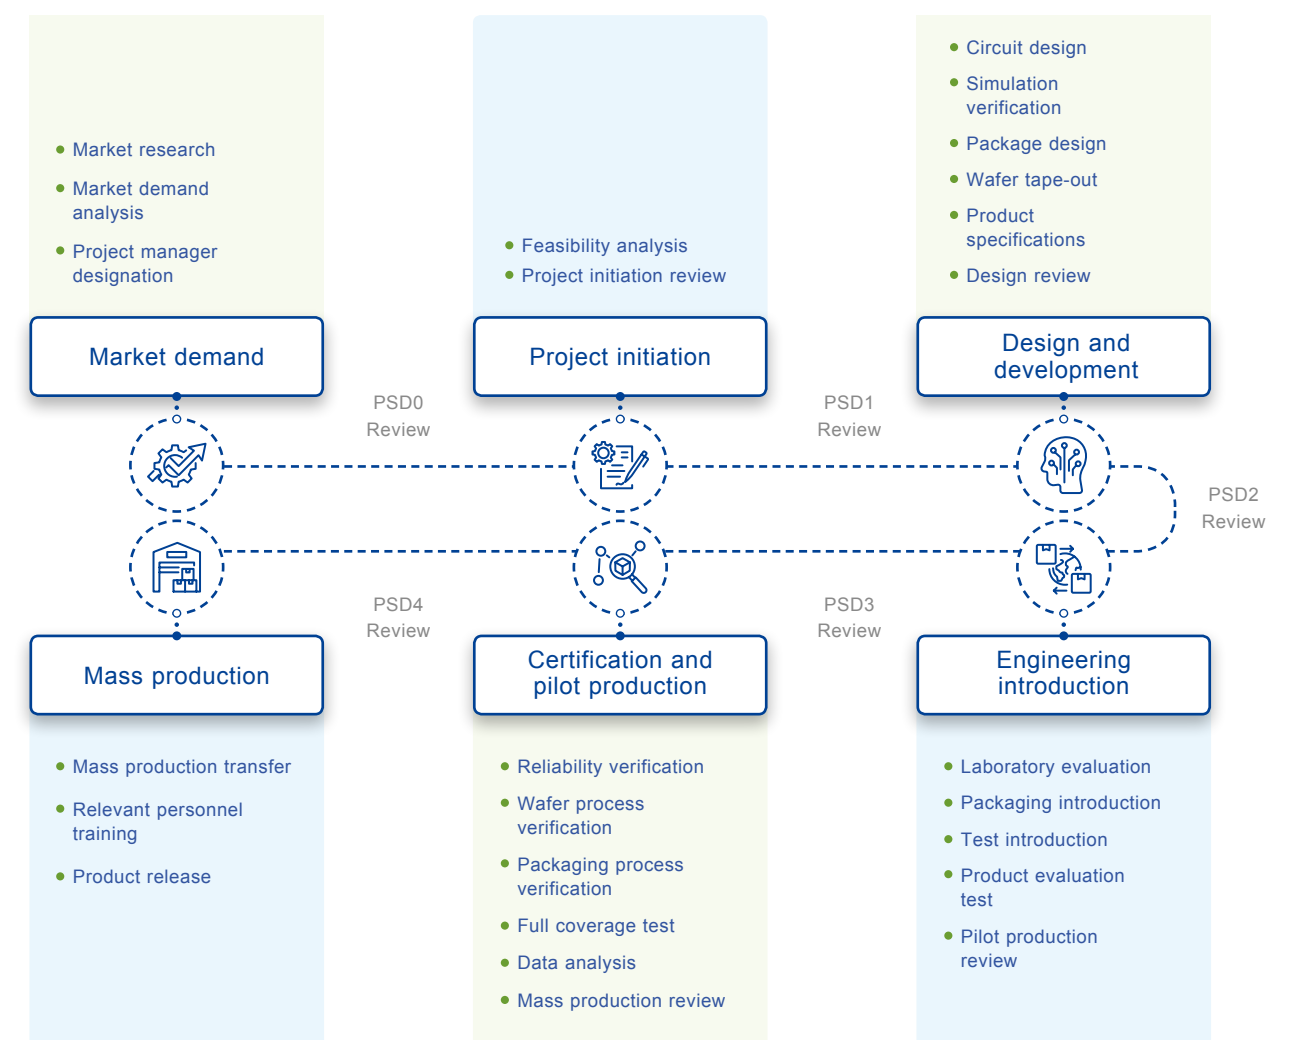 Market research
Market demand
analysis
Project manager
designation
Market demand
Feasibility analysis
Project initiation review
Project initiation
Circuit design
Simulation
verification
Package design
Wafer tape-out
Product
specifications
Design review
Design and
development
PSD0
Review
PSD1
Review
PSD2
Review
PSD3
Review
PSD4
Review
Engineering
introduction
Laboratory evaluation
Packaging introduction
Test introduction
Product evaluation
test
Pilot production
review
Certification and
pilot production
Reliability verification
Wafer process
verification
Packaging process
verification
Full coverage test
Data analysis
Mass production review
Mass production
Mass production transfer
Relevant personnel
training
Product release